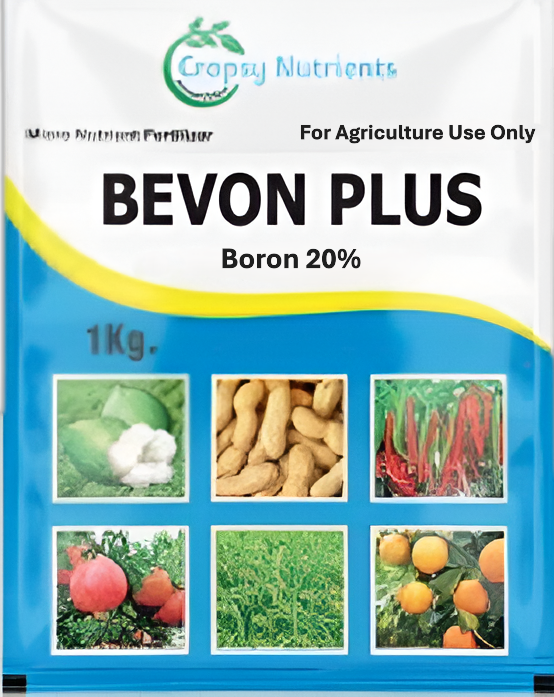 Cropsy Nutrients
For Agriculture Use Only
BEVON PLUS
Boron 20%
1Kg.